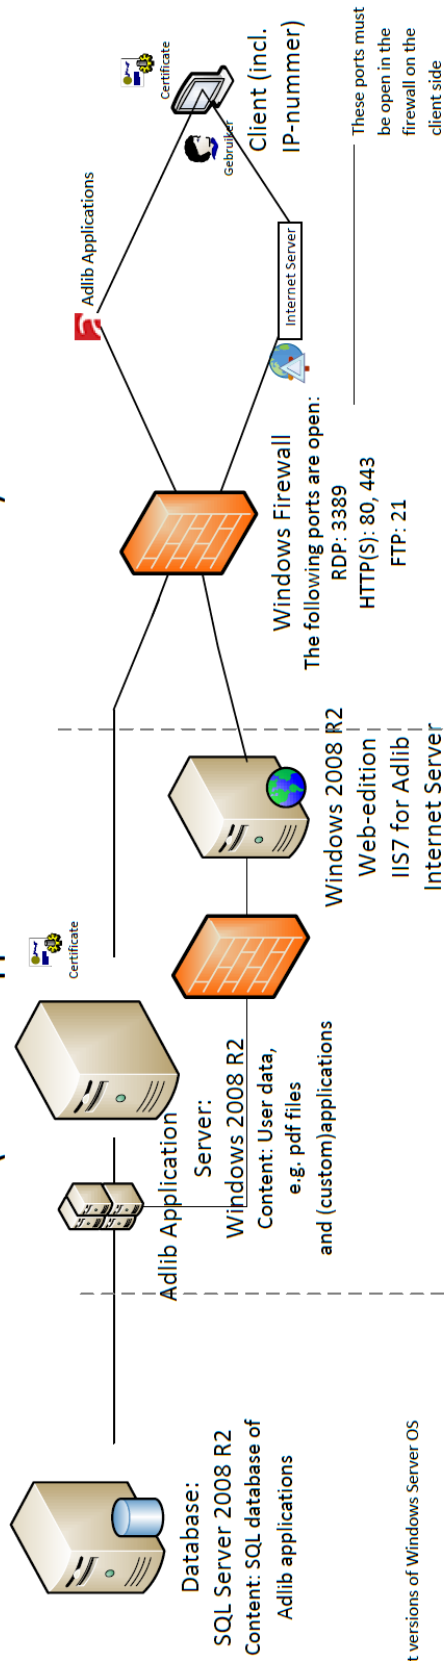 Database:
SQL Server 2008 R2
Content: SQL database of
Adlib applications
t versions of Windows Server OS
Adlib Application
Server:
Windows 2008 R2
Content: User data,
e.g. pdf files
and (custom)applications
Certificate
Windows 2008 R2
Web-edition
IIS7 for Adlib
Internet Server
Windows Firewall
The following ports are open:
RDP: 3389
HTTP(S): 80, 443
FTP: 21
Adlib Applications
Internet Server
Certificate
Gebruiker
Client (incl.
IP-nummer)
These ports must
be open in the
firewall on the
client side